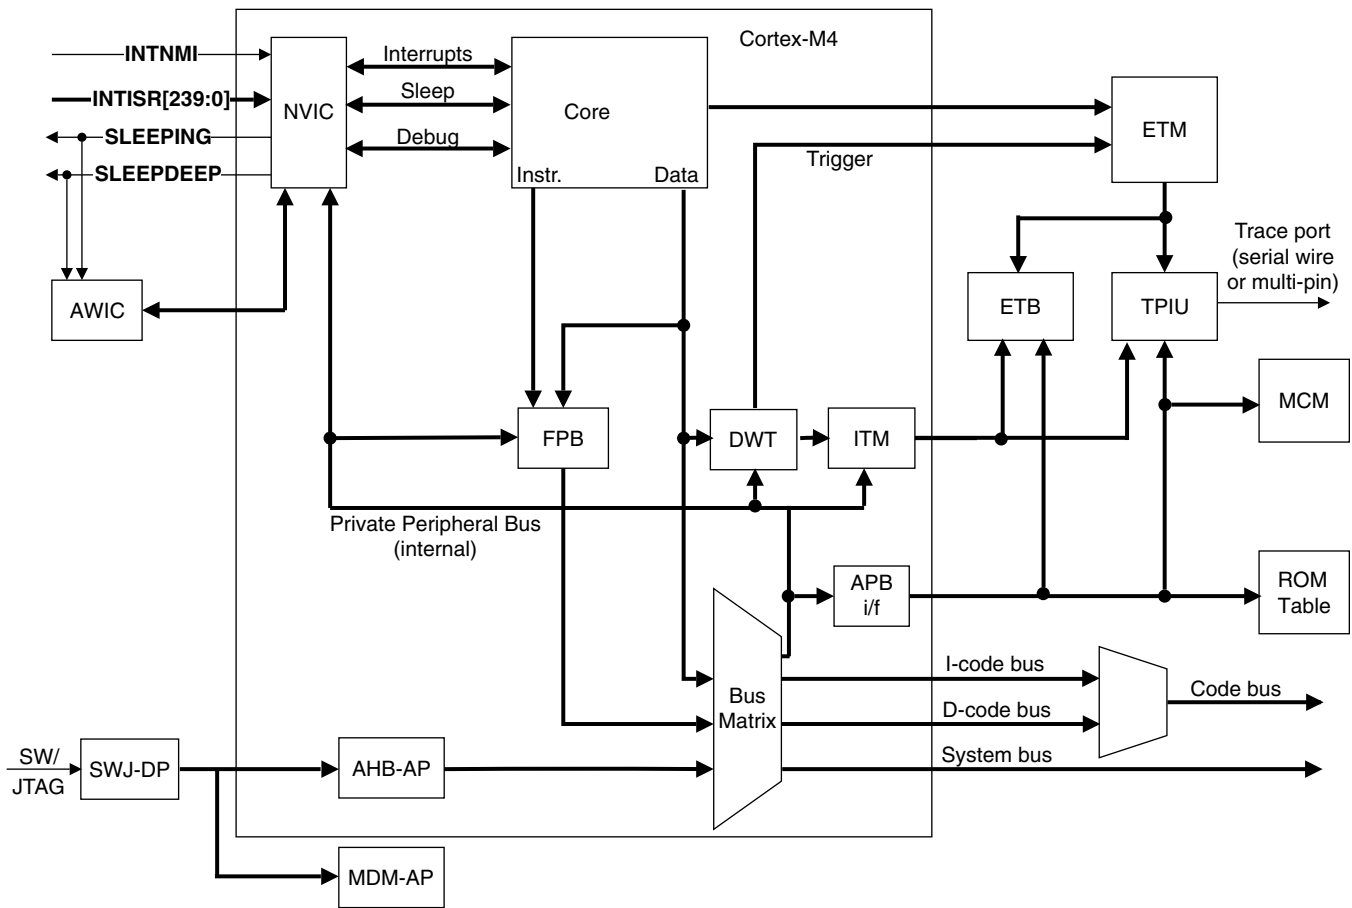 Cortex-M4
INTNMI
INTISR[239:0]
SLEEPING
SLEEPDEEP
NVIC
Interrupts
Sleep
Debug
Core
Instr.
Data
Trigger
ETM
AWIC
ETB
TPIU
Trace port
(serial wire
or multi-pin)
MCM
FPB
DWT
ITM
Private Peripheral Bus
(internal)
APB
i/f
ROM
Table
Bus
Matrix
I-code bus
D-code bus
System bus
Code bus
SW/
JTAG
SWJ-DP
AHB-AP
MDM-AP